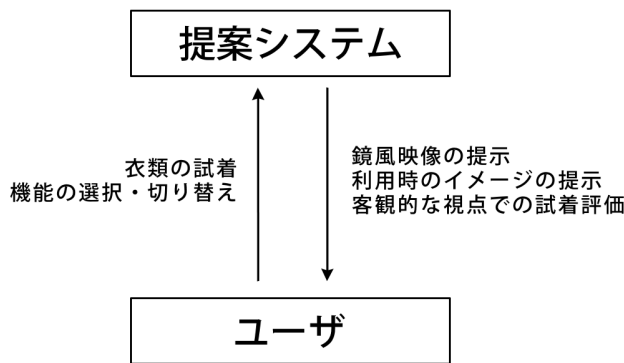 提案システム
衣類の試着
機能の選択・切り替え
鏡風映像の提示
利用時のイメージの提示
客観的な視点での試着評価
ユーザ